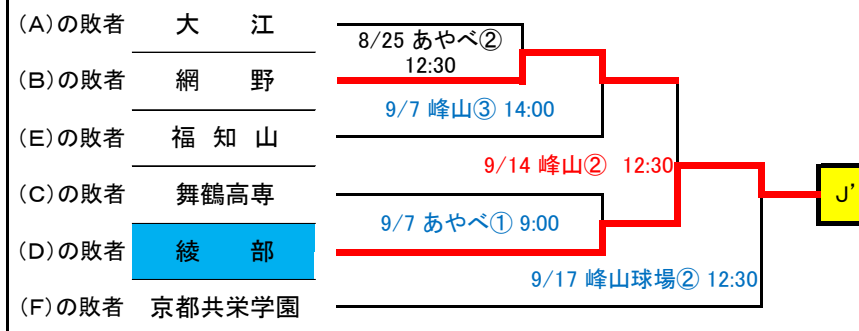 (A)の敗者 大 江
8/25 あやべ②
12:30
(B)の敗者 網 野
9/7 峰山③ 14:00
(E)の敗者 福 知 山
9/14 峰山② 12:30
(C)の敗者 舞鶴高専
J'
9/7 あやべ① 9:00
(D)の敗者 綾 部
9/17 峰山球場② 12:30
(F)の敗者 京都共栄学園